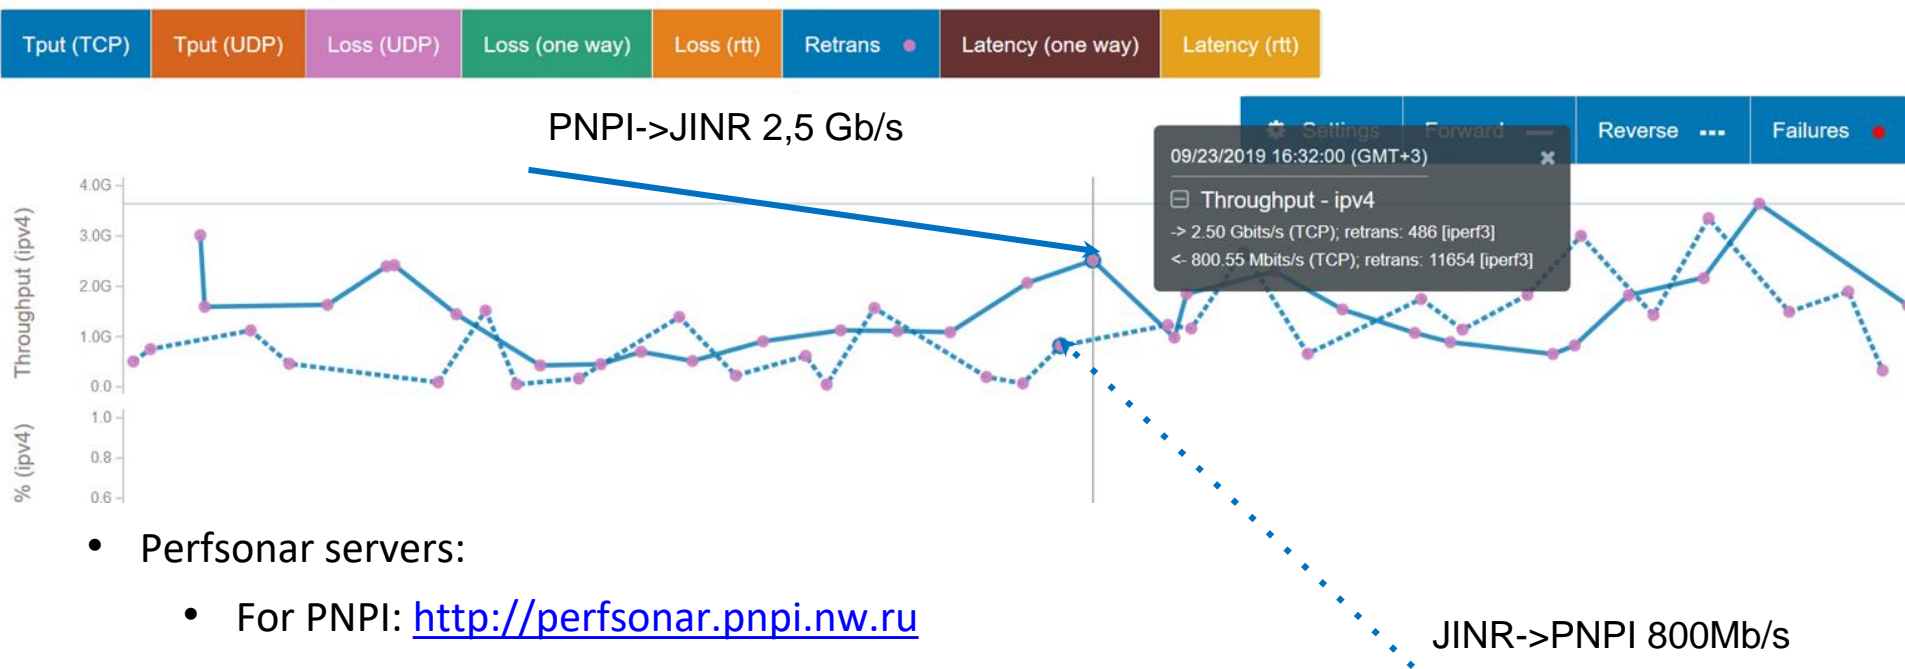 Tput (TCP) Tput (UDP) Loss (UDP) Loss (one way) Loss (rtt) Retrans Latency (one way) Latency (rtt)
PNPI->JINR 2,5 Gb/s
Settings Forward Reverse Failures
09/23/2019 16:32:00 (GMT+3)
Throughput - ipv4
-> 2.50 Gbits/s (TCP); retrans: 486 [iperf3]
<- 800.55 Mbits/s (TCP); retrans: 11654 [iperf3]
Throughput (ipv4)
4.0G
3.0G
2.0G
1.0G
0.0
% (ipv4)
1.0
0.8
0.6
• Perfsonar servers:
• For PNPI: http://perfsonar.pnpi.nw.ru
JINR->PNPI 800Mb/s